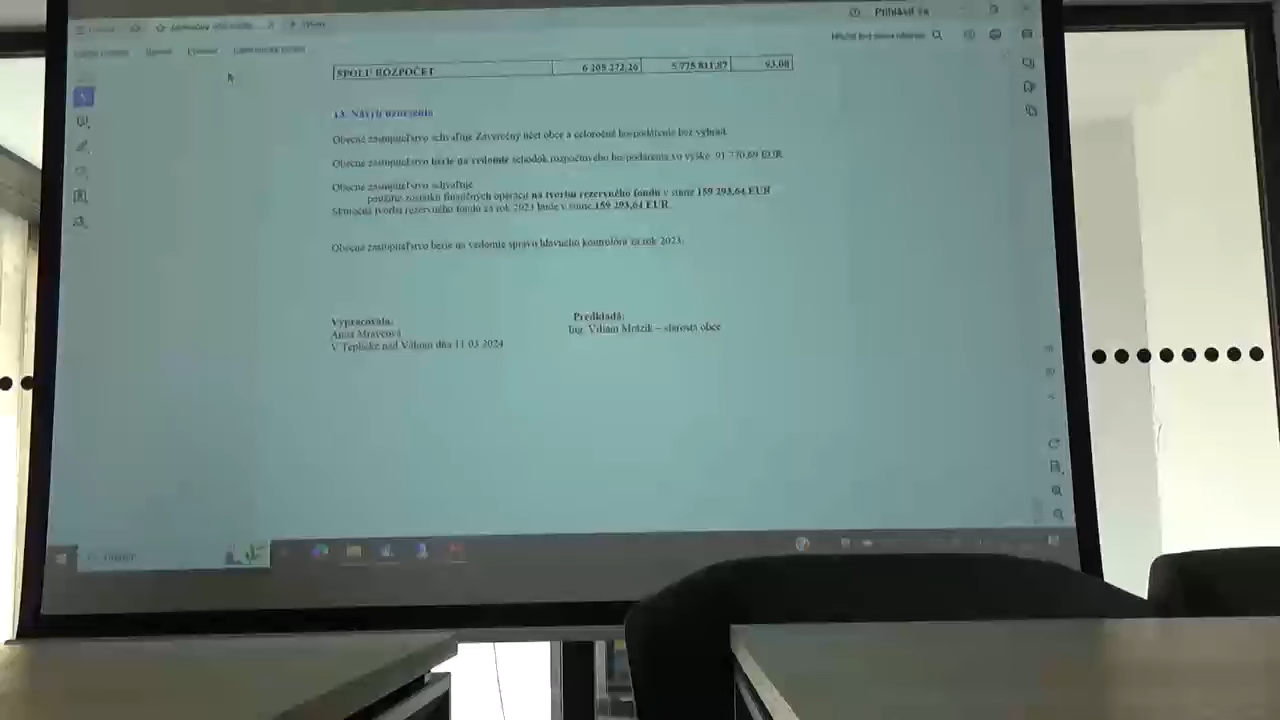 Prihlásiť sa
SPOLU ROZPOČET 6 205 272,26 5 775 811,87 93,08
13. Návrh uznesenia
Obecné zastupiteľstvo schvaľuje Záverečný účet obce a celoročné hospodárenie bez výhrad.
Obecné zastupiteľstvo berie na vedomie schodok rozpočtového hospodárenia vo výške 91 770,69 EUR
Obecné zastupiteľstvo schvaľuje
použitie zostatku finančných operácií na tvorbu rezervného fondu v sume 159 293,64 EUR
Skutočná tvorba rezervného fondu za rok 2023 bude v sume 159 293,64 EUR.
Obecné zastupiteľstvo berie na vedomie správu hlavného kontrolóra za rok 2023.
Vypracovala: Predkladá:
Anna Mravcová Ing. Viliam Mrázik – starosta obce
V Tepličke nad Váhom dňa 11.03.2024